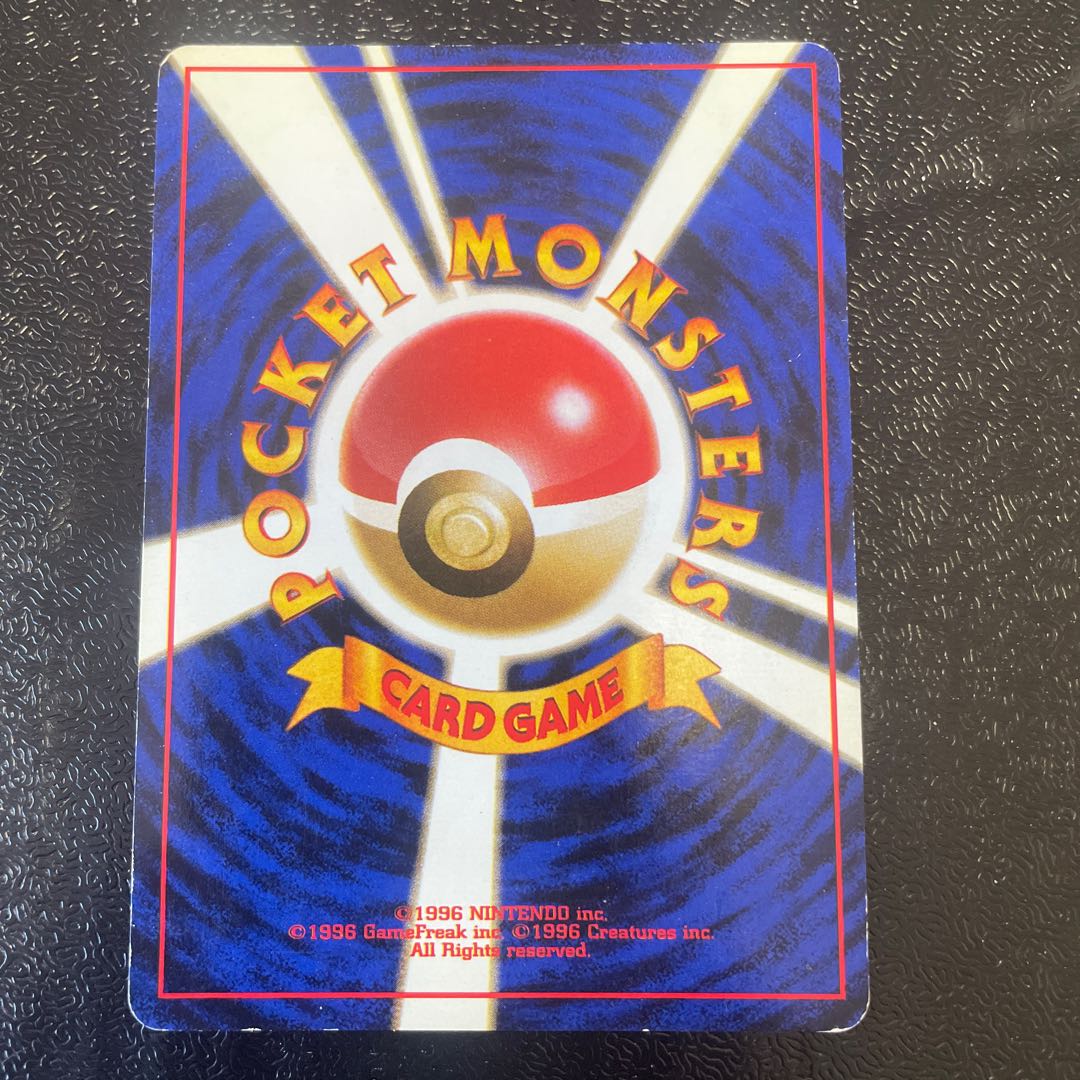 POCKET MONSTERS
CARD GAME
©1996 NINTENDO inc.
©1996 GameFreak inc. ©1996 Creatures inc.
All Rights reserved.